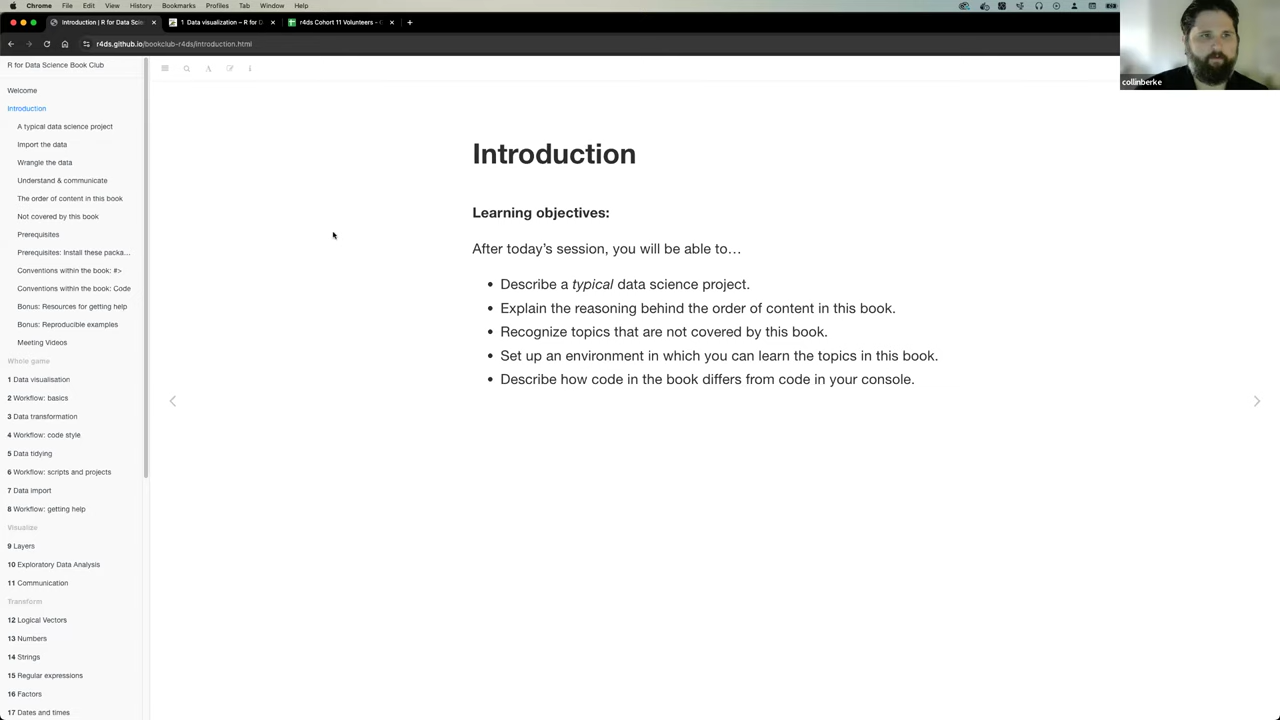 Chrome File Edit View History Bookmarks Profiles Tab Window Help
Introduction | R for Data Scie
1 Data visualization – R for D
r4ds Cohort 11 Volunteers -
r4ds.github.io/bookclub-r4ds/introduction.html
collinberke
R for Data Science Book Club
Welcome
Introduction
A typical data science project
Import the data
Wrangle the data
Understand & communicate
The order of content in this book
Not covered by this book
Prerequisites
Prerequisites: Install these packa...
Conventions within the book: #>
Conventions within the book: Code
Bonus: Resources for getting help
Bonus: Reproducible examples
Meeting Videos
Whole game
1 Data visualisation
2 Workflow: basics
3 Data transformation
4 Workflow: code style
5 Data tidying
6 Workflow: scripts and projects
7 Data import
8 Workflow: getting help
Visualize
9 Layers
10 Exploratory Data Analysis
11 Communication
Transform
12 Logical Vectors
13 Numbers
14 Strings
15 Regular expressions
16 Factors
17 Dates and times
Introduction
Learning objectives:
After today's session, you will be able to…
• Describe a typical data science project.
• Explain the reasoning behind the order of content in this book.
• Recognize topics that are not covered by this book.
• Set up an environment in which you can learn the topics in this book.
• Describe how code in the book differs from code in your console.